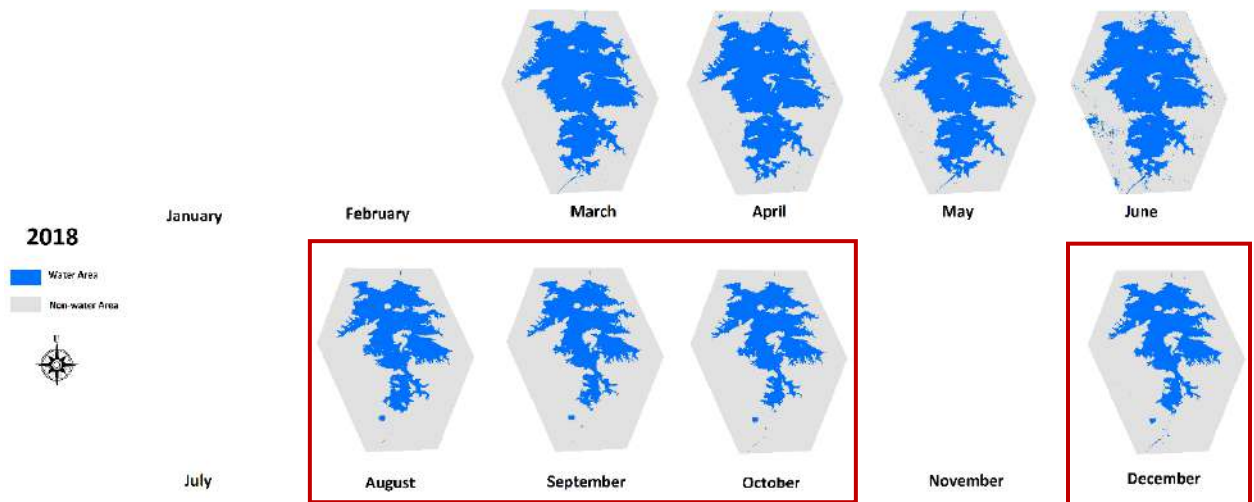 January
February
March
April
May
June
2018
Water Area
Non-water Area
N
July
August
September
October
November
December